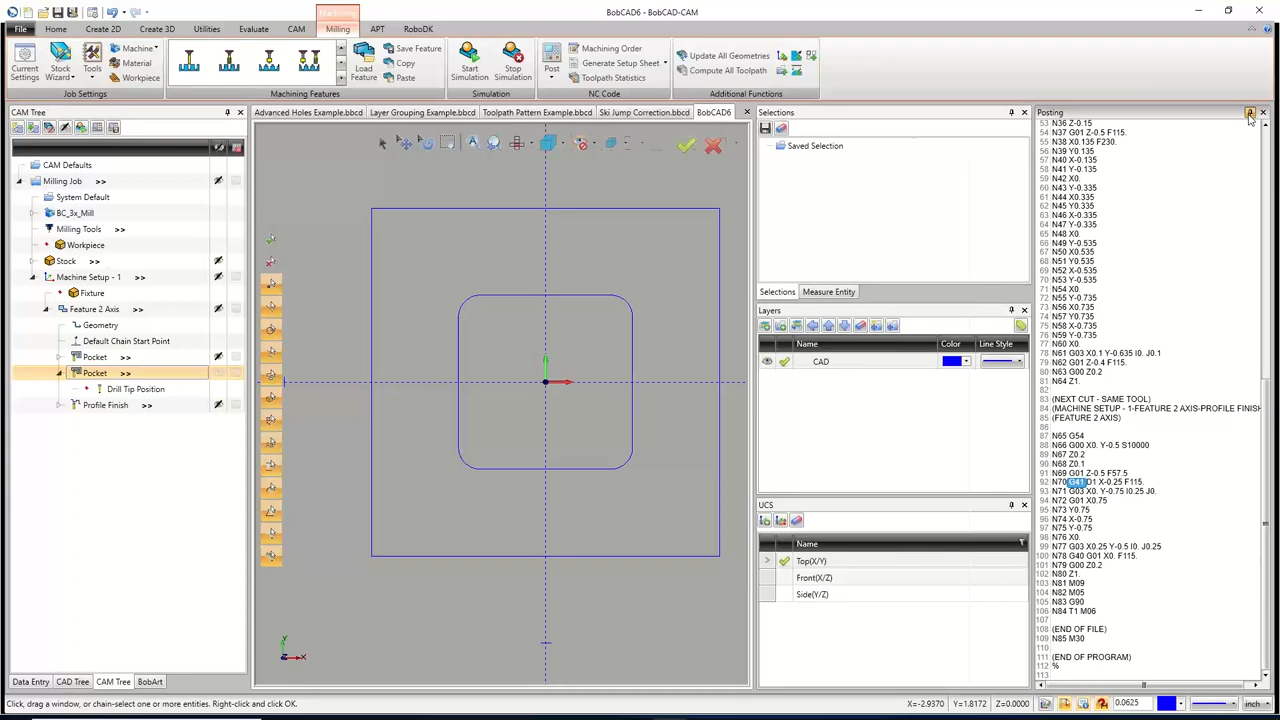 BobCAD6 - BobCAD-CAM
Machining
File Home Create 2D Create 3D Utilities Evaluate CAM Milling APT RoboDK
Current Settings
Stock Wizard
Tools
Machine
Material
Workpiece
Load Feature
Save Feature
Copy
Paste
Start Simulation
Stop Simulation
Post
Machining Order
Generate Setup Sheet
Toolpath Statistics
Update All Geometries
Compute All Toolpath
Job Settings Machining Features Simulation NC Code Additional Functions
CAM Tree
CAM Defaults
Milling Job >>
System Default
BC_3x_Mill
Milling Tools >>
Workpiece
Stock >>
Machine Setup - 1 >>
Fixture
Feature 2 Axis >>
Geometry
Default Chain Start Point
Pocket >>
Pocket >>
Drill Tip Position
Profile Finish >>
Data Entry CAD Tree CAM Tree BobArt
Advanced Holes Example.bbcd Layer Grouping Example.bbcd Toolpath Pattern Example.bbcd Ski Jump Correction.bbcd BobCAD6
Y
Z X
Selections
Saved Selection
Selections Measure Entity
Layers
Name Color Line Style
CAD
UCS
Name
Top(X/Y)
Front(X/Z)
Side(Y/Z)
Posting
53 N36 Z-0.15
54 N37 G01 Z-0.5 F115.
55 N38 X0.135 F230.
56 N39 Y0.135
57 N40 X-0.135
58 N41 Y-0.135
59 N42 X0.
60 N43 Y-0.335
61 N44 X0.335
62 N45 Y0.335
63 N46 X-0.335
64 N47 Y-0.335
65 N48 X0.
66 N49 Y-0.535
67 N50 X0.535
68 N51 Y0.535
69 N52 X-0.535
70 N53 Y-0.535
71 N54 X0.
72 N55 Y-0.735
73 N56 X0.735
74 N57 Y0.735
75 N58 X-0.735
76 N59 Y-0.735
77 N60 X0.
78 N61 G03 X0.1 Y-0.635 I0. J0.1
79 N62 G01 Z-0.4 F115.
80 N63 G00 Z0.2
81 N64 Z1.
82
83 (NEXT CUT - SAME TOOL)
84 (MACHINE SETUP - 1-FEATURE 2 AXIS-PROFILE FINISH
85 (FEATURE 2 AXIS)
86
87 N65 G54
88 N66 G00 X0. Y-0.5 S10000
89 N67 Z0.2
90 N68 Z0.1
91 N69 G01 Z-0.5 F57.5
92 N70 G41 D1 X-0.25 F115.
93 N71 G03 X0. Y-0.75 I0.25 J0.
94 N72 G01 X0.75
95 N73 Y0.75
96 N74 X-0.75
97 N75 Y-0.75
98 N76 X0.
99 N77 G03 X0.25 Y-0.5 I0. J0.25
100 N78 G40 G01 X0. F115.
101 N79 G00 Z0.2
102 N80 Z1.
103 N81 M09
104 N82 M05
105 N83 G90
106 N84 T1 M06
107
108 (END OF FILE)
109 N85 M30
110
111 (END OF PROGRAM)
112 %
113
Click, drag a window, or chain-select one or more entities. Right-click and click OK.
X=-2.9370 Y=1.8172 Z=0.0000
0.0625
inch